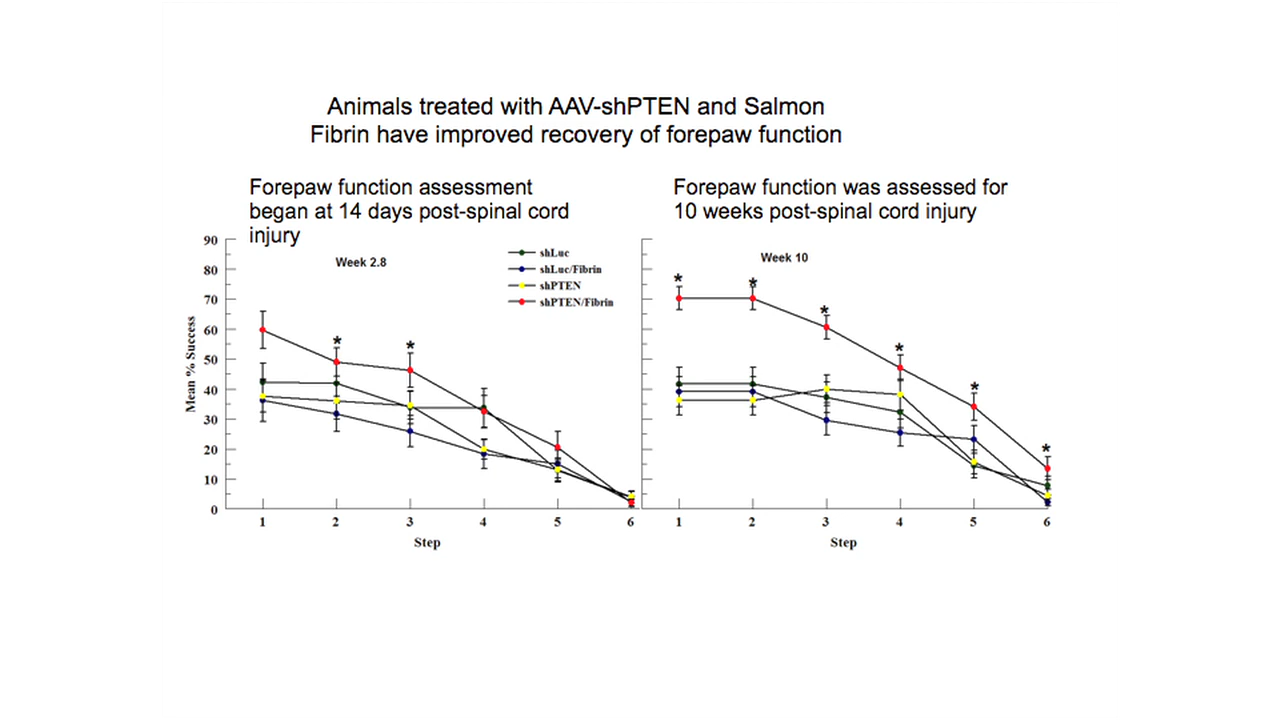 Animals treated with AAV-shPTEN and Salmon
Fibrin have improved recovery of forepaw function
Forepaw function assessment
began at 14 days post-spinal cord
injury
Forepaw function was assessed for
10 weeks post-spinal cord injury
Week 2.8
shLuc
shLuc/Fibrin
shPTEN
shPTEN/Fibrin
Mean % Success
90
80
70
60
50
40
30
20
10
0
* *
1 2 3 4 5 6
Step
Week 10
* * * * * *
1 2 3 4 5 6
Step